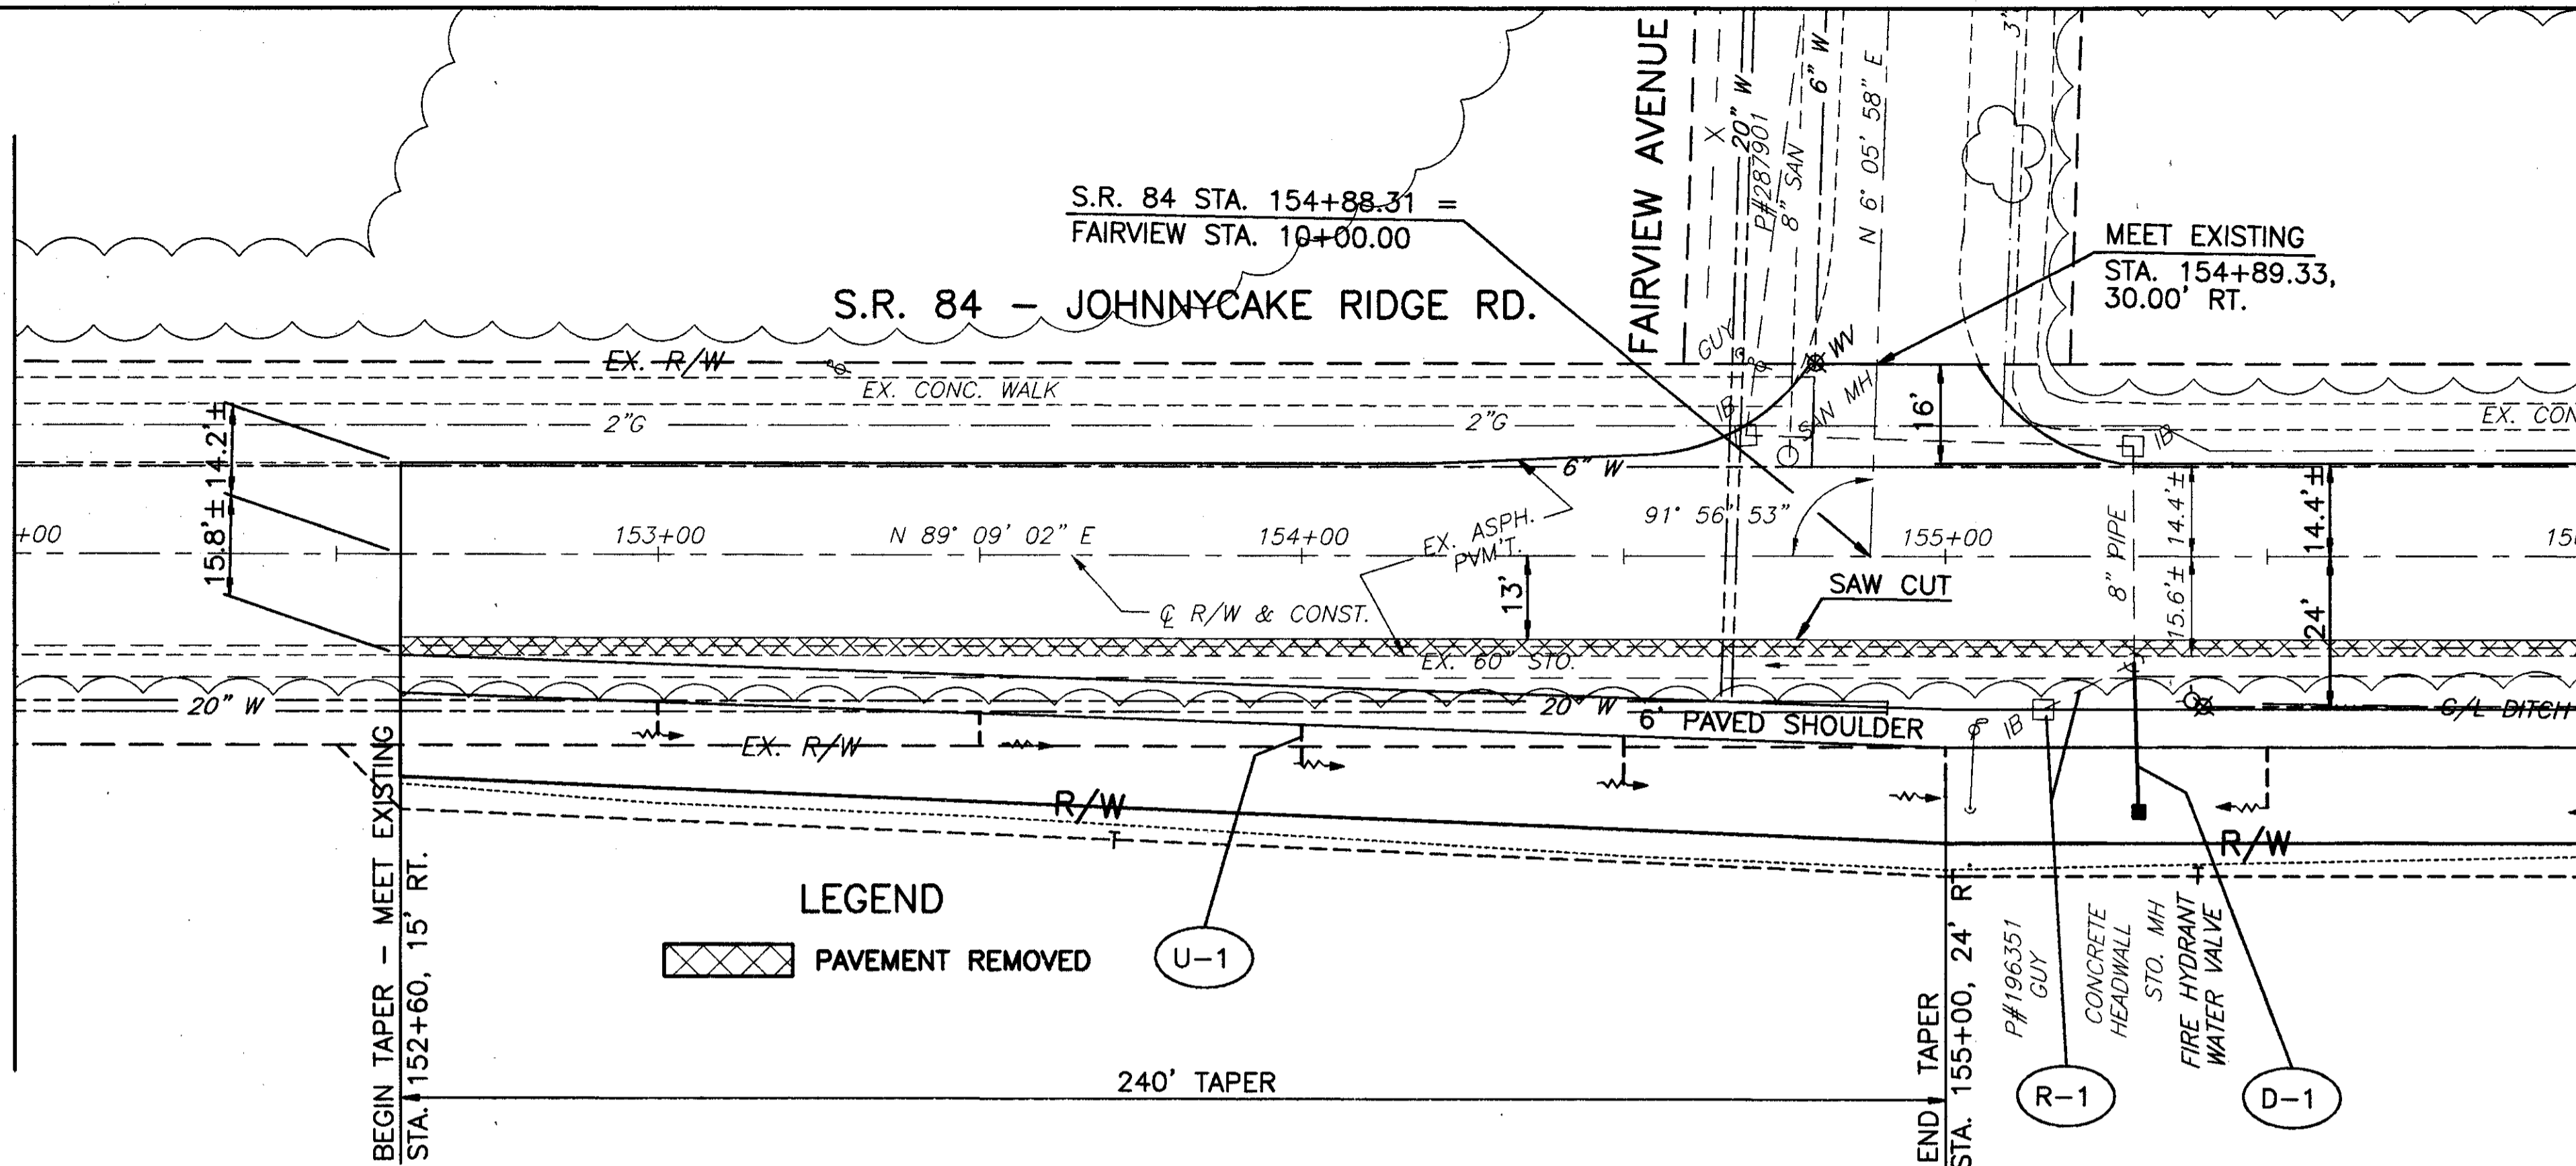 FAIRVIEW AVENUE
X
20" W
P#287901
8" SAN
6" W
N 6° 05' 58" E
3"
S.R. 84 STA. 154+88.31 =
FAIRVIEW STA. 10+00.00
MEET EXISTING
STA. 154+89.33,
30.00' RT.
S.R. 84 - JOHNNYCAKE RIDGE RD.
EX. R/W
GUY
WV
EX. CONC. WALK
IB
SAN MH
16'
EX. CON
2"G
2"G
14.2'±
6" W
IB
15.8'±
+00
153+00
N 89° 09' 02" E
154+00
EX. ASPH.
PVM'T.
91° 56' 53"
155+00
8" PIPE
14.4'±
14.4'±
15
13'
SAW CUT
15.6'±
24'
℄ R/W & CONST.
EX. 60" STO.
20" W
20" W
6' PAVED SHOULDER
IB
C/L DITCH
EX. R/W
R/W
R/W
BEGIN TAPER - MEET EXISTING
STA. 152+60, 15' RT.
LEGEND
PAVEMENT REMOVED
U-1
END TAPER
STA. 155+00, 24' RT.
P#196351
GUY
CONCRETE
HEADWALL
STO. MH
FIRE HYDRANT
WATER VALVE
240' TAPER
R-1
D-1